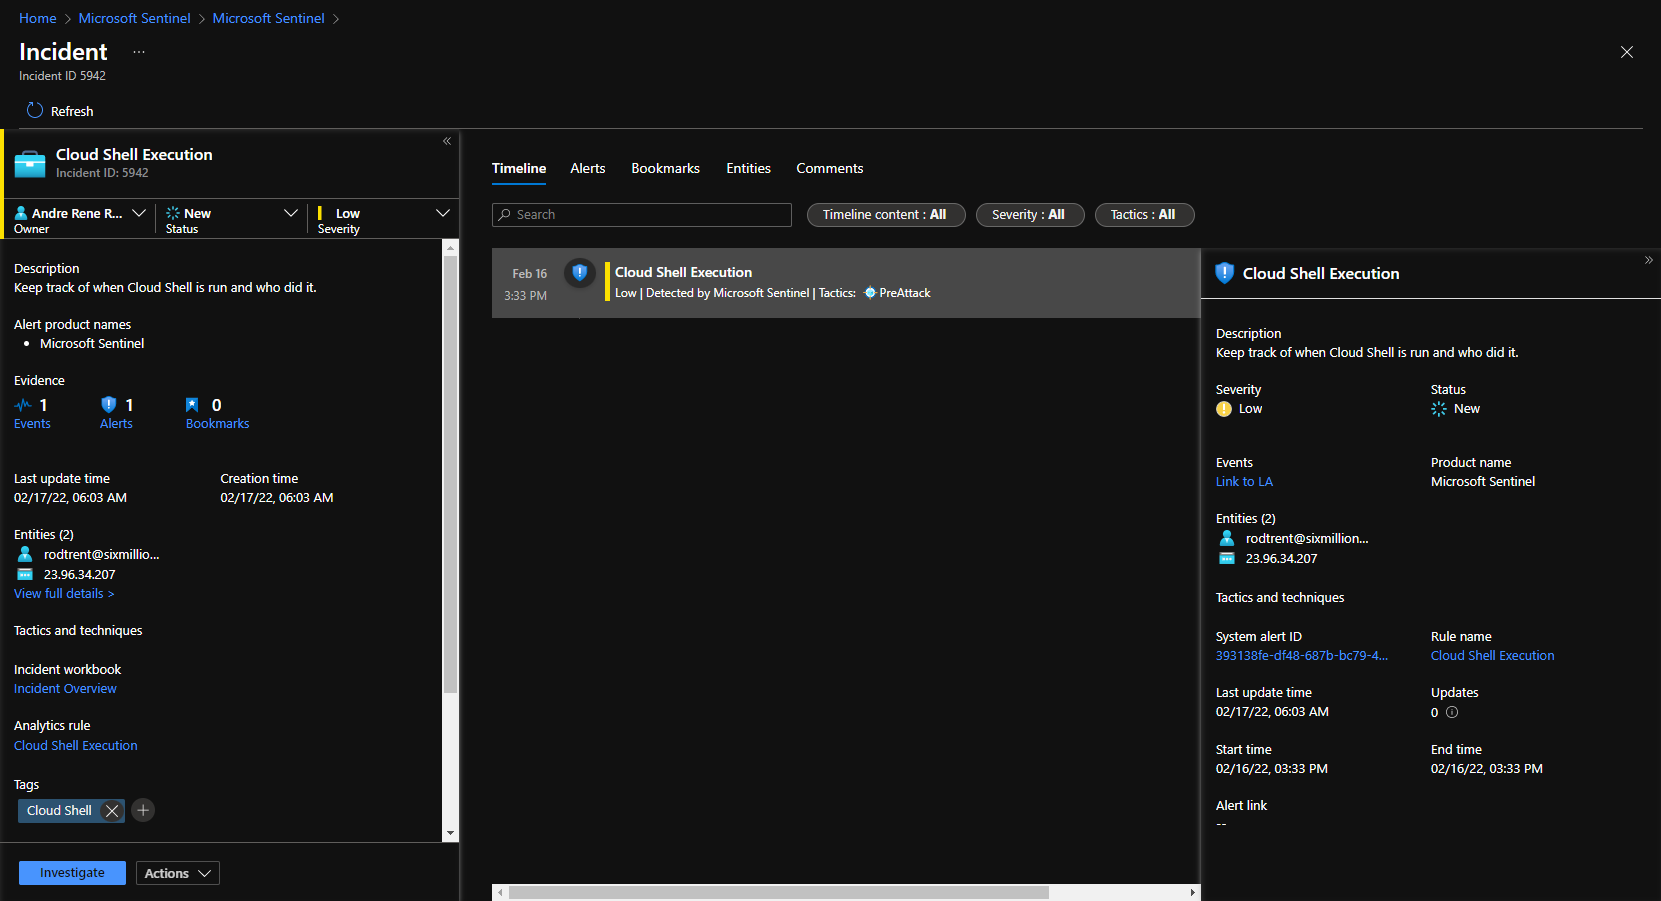 Home > Microsoft Sentinel > Microsoft Sentinel >
Incident ...
Incident ID 5942
Refresh
Cloud Shell Execution
Incident ID: 5942
Andre Rene R...
Owner
New
Status
Low
Severity
Description
Keep track of when Cloud Shell is run and who did it.
Alert product names
• Microsoft Sentinel
Evidence
1
Events
1
Alerts
0
Bookmarks
Last update time
02/17/22, 06:03 AM
Creation time
02/17/22, 06:03 AM
Entities (2)
rodtrent@sixmillio...
23.96.34.207
View full details >
Tactics and techniques
Incident workbook
Incident Overview
Analytics rule
Cloud Shell Execution
Tags
Cloud Shell
Investigate
Actions
Timeline
Alerts
Bookmarks
Entities
Comments
Search
Timeline content : All
Severity : All
Tactics : All
Feb 16
3:33 PM
Cloud Shell Execution
Low | Detected by Microsoft Sentinel | Tactics: PreAttack
Cloud Shell Execution
Description
Keep track of when Cloud Shell is run and who did it.
Severity
Low
Status
New
Events
Link to LA
Product name
Microsoft Sentinel
Entities (2)
rodtrent@sixmillion...
23.96.34.207
Tactics and techniques
System alert ID
393138fe-df48-687b-bc79-4...
Rule name
Cloud Shell Execution
Last update time
02/17/22, 06:03 AM
Updates
0
Start time
02/16/22, 03:33 PM
End time
02/16/22, 03:33 PM
Alert link
--